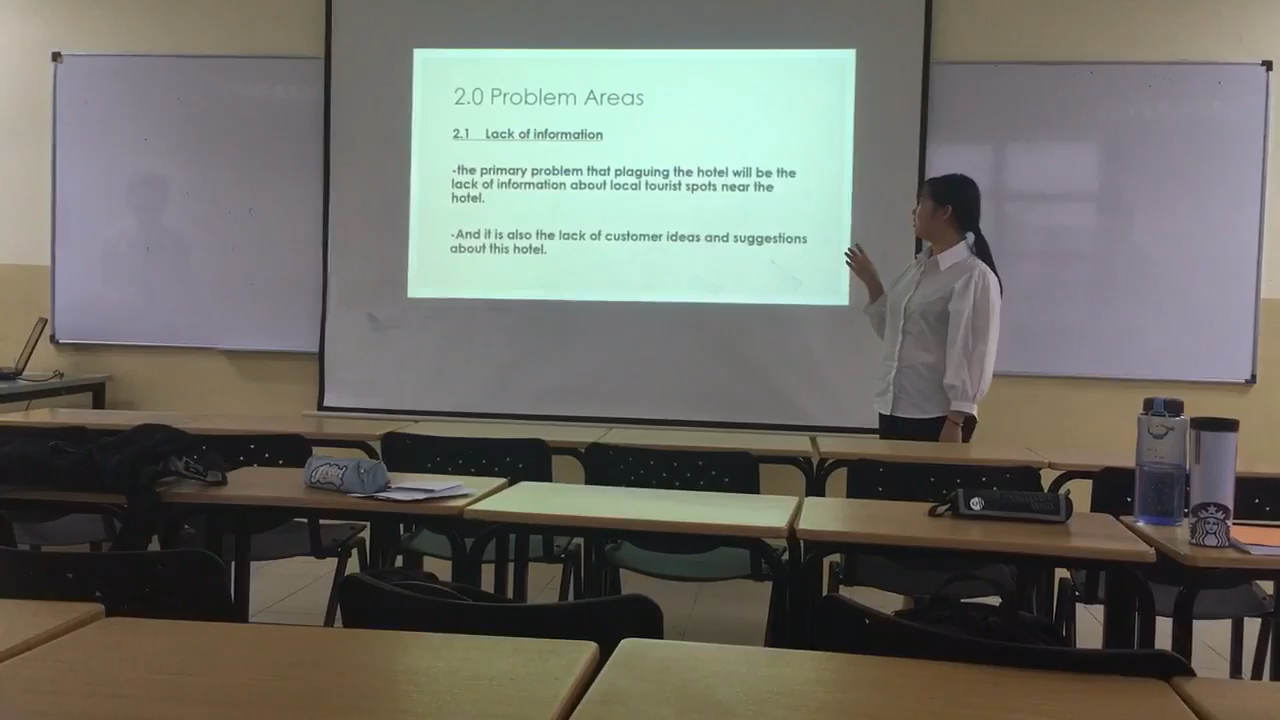 2.0 Problem Areas
2.1 Lack of information
-the primary problem that plaguing the hotel will be the
lack of information about local tourist spots near the
hotel.
-And it is also the lack of customer ideas and suggestions
about this hotel.